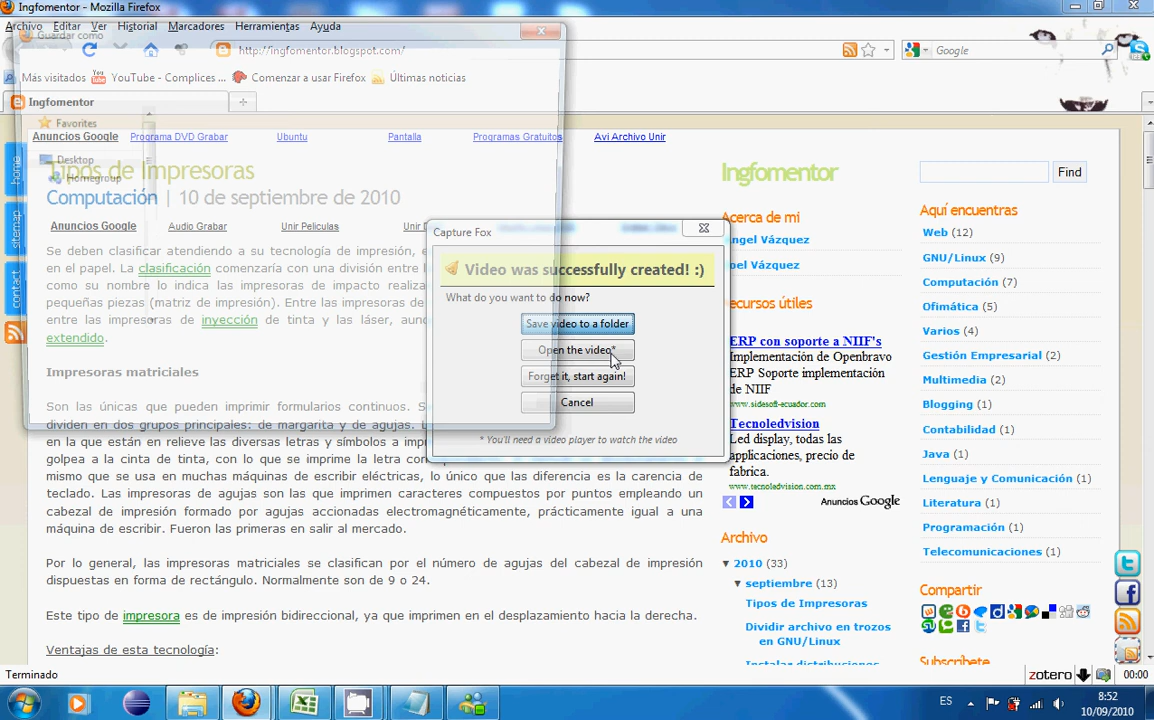 Ingfomentor - Mozilla Firefox
Archivo Editar Ver Historial Marcadores Herramientas Ayuda
Guardar como
http://ingfomentor.blogspot.com/
Google
Más visitados YouTube - Complices ... Comenzar a usar Firefox Últimas noticias
Ingfomentor
Favorites
Desktop
Homegroup
home
sitemap
contact
Anuncios Google Programa DVD Grabar Ubuntu Pantalla Programas Gratuitos Avi Archivo Unir
Tipos de Impresoras
Computación | 10 de septiembre de 2010
Anuncios Google Audio Grabar Unir Peliculas Unir
Se deben clasificar atendiendo a su tecnología de impresión, e
en el papel. La clasificación comenzaría con una división entre l
como su nombre lo indica las impresoras de impacto realiza
pequeñas piezas (matriz de impresión). Entre las impresoras de
entre las impresoras de inyección de tinta y las láser, aun
extendido.
Impresoras matriciales
Son las únicas que pueden imprimir formularios continuos. S
dividen en dos grupos principales: de margarita y de agujas. L
en la que están en relieve las diversas letras y símbolos a imp
golpea a la cinta de tinta, con lo que se imprime la letra
mismo que se usa en muchas máquinas de escribir eléctricas, lo único que las diferencia es la carencia de
teclado. Las impresoras de agujas son las que imprimen caracteres compuestos por puntos empleando un
cabezal de impresión formado por agujas accionadas electromagnéticamente, prácticamente igual a una
máquina de escribir. Fueron las primeras en salir al mercado.
Por lo general, las impresoras matriciales se clasifican por el número de agujas del cabezal de impresión
dispuestas en forma de rectángulo. Normalmente son de 9 o 24.
Este tipo de impresora es de impresión bidireccional, ya que imprimen en el desplazamiento hacia la derecha.
Ventajas de esta tecnología:
Capture Fox
Video was successfully created! :)
What do you want to do now?
Save video to a folder
Open the video*
Forget it, start again!
Cancel
* You'll need a video player to watch the video
Ingfomentor
Acerca de mi
ngel Vázquez
oel Vázquez
ecursos útiles
ERP con soporte a NIIF's
Implementación de Openbravo
ERP Soporte implementación
de NIIF
www.sidesoft-ecuador.com
Tecnoledvision
Led display, todas las
applicaciones, precio de
fabrica.
www.tecnoledvision.com.mx
Anuncios Google
Archivo
▼ 2010 (33)
▼ septiembre (13)
Tipos de Impresoras
Dividir archivo en trozos
en GNU/Linux
Instalar distribuciones
Find
Aquí encuentras
Web (12)
GNU/Linux (9)
Computación (7)
Ofimática (5)
Varios (4)
Gestión Empresarial (2)
Multimedia (2)
Blogging (1)
Contabilidad (1)
Java (1)
Lenguaje y Comunicación (1)
Literatura (1)
Programación (1)
Telecomunicaciones (1)
Compartir
Subscríbete
Terminado
zotero
00:00
ES
8:52
10/09/2010